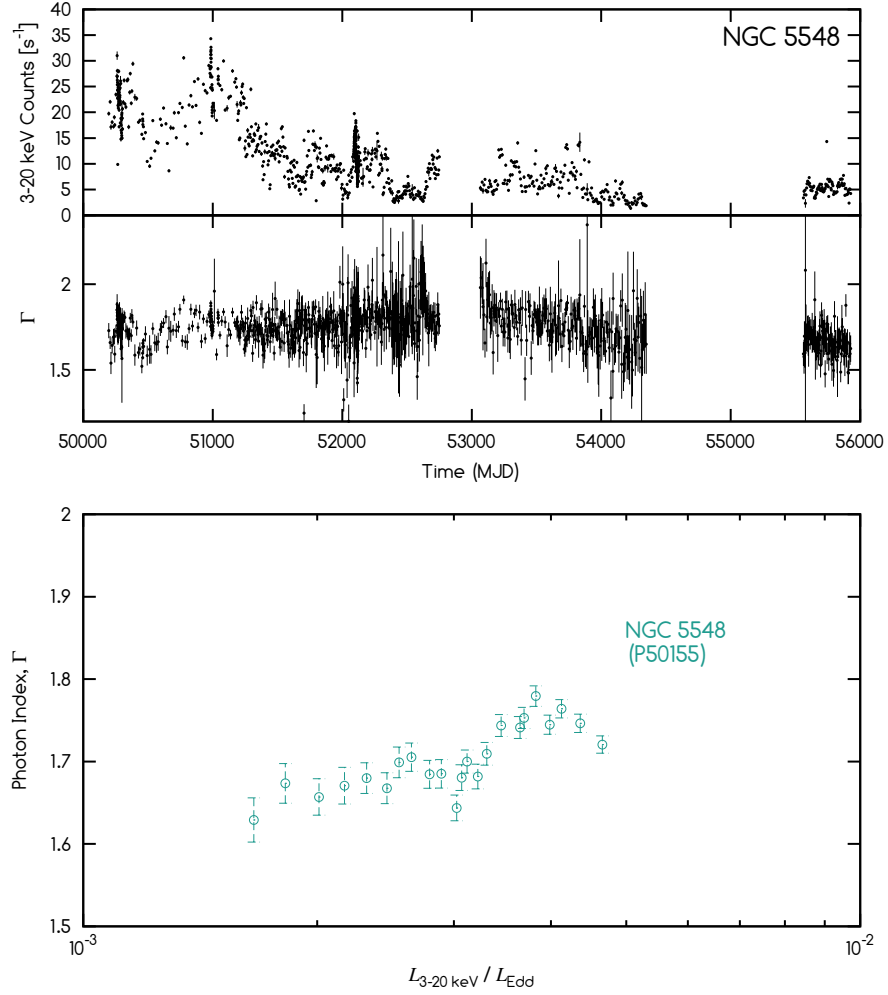 NGC 5548
3-20 keV Counts [s⁻¹]
40
35
30
25
20
15
10
5
0
Γ
2
1.5
50000 51000 52000 53000 54000 55000 56000
Time (MJD)
Photon Index, Γ
2
1.9
1.8
1.7
1.6
1.5
NGC 5548
(P50155)
10⁻³ 10⁻²
L₃₋₂₀ keV / L_Edd